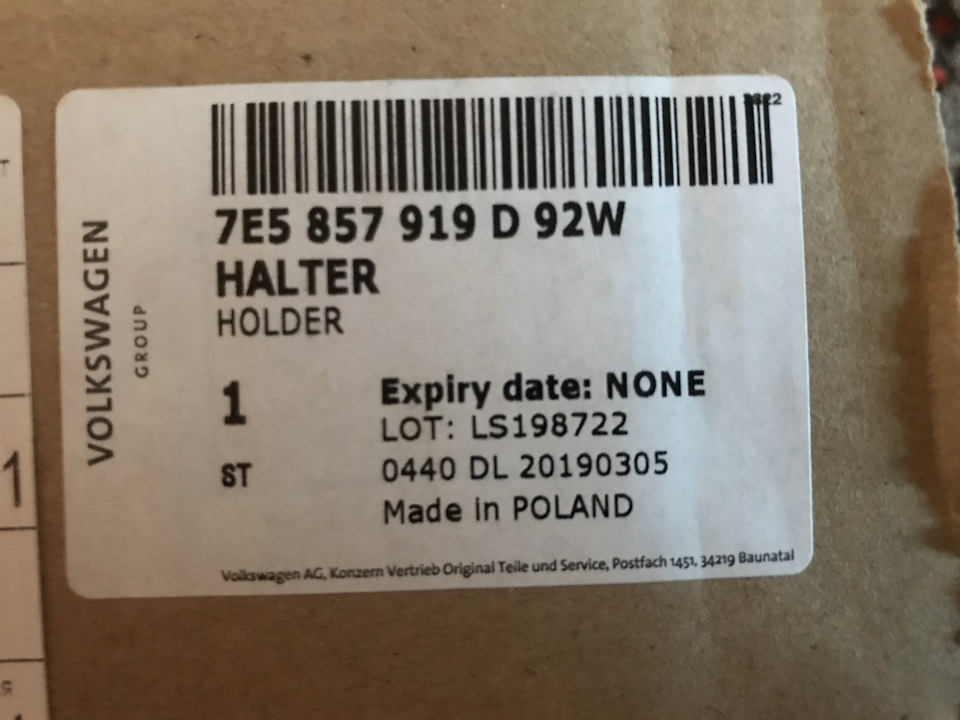 7E5 857 919 D 92W
HALTER
HOLDER
VOLKSWAGEN
GROUP
1
ST
Expiry date: NONE
LOT: LS198722
0440 DL 20190305
Made in POLAND
Volkswagen AG, Konzern Vertrieb Original Teile und Service, Postfach 1451, 34219 Baunatal
1